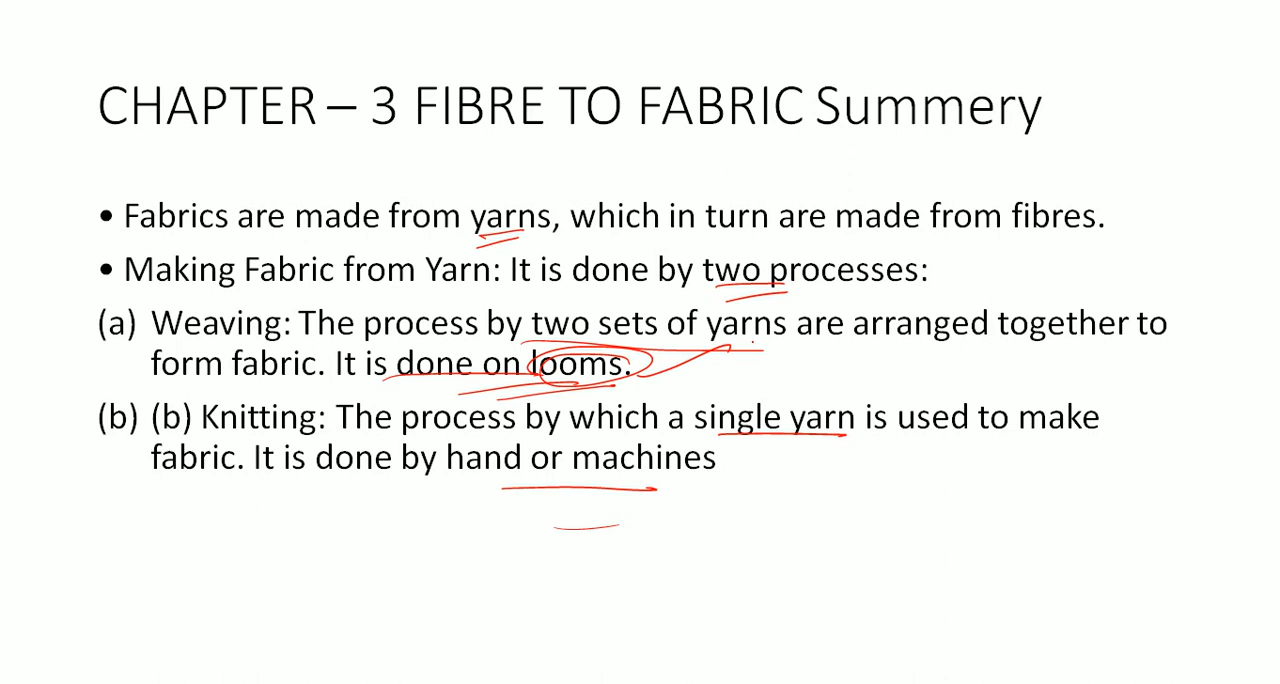 CHAPTER – 3 FIBRE TO FABRIC Summery
• Fabrics are made from yarns, which in turn are made from fibres.
• Making Fabric from Yarn: It is done by two processes:
(a) Weaving: The process by two sets of yarns are arranged together to
form fabric. It is done on looms.
(b) (b) Knitting: The process by which a single yarn is used to make
fabric. It is done by hand or machines